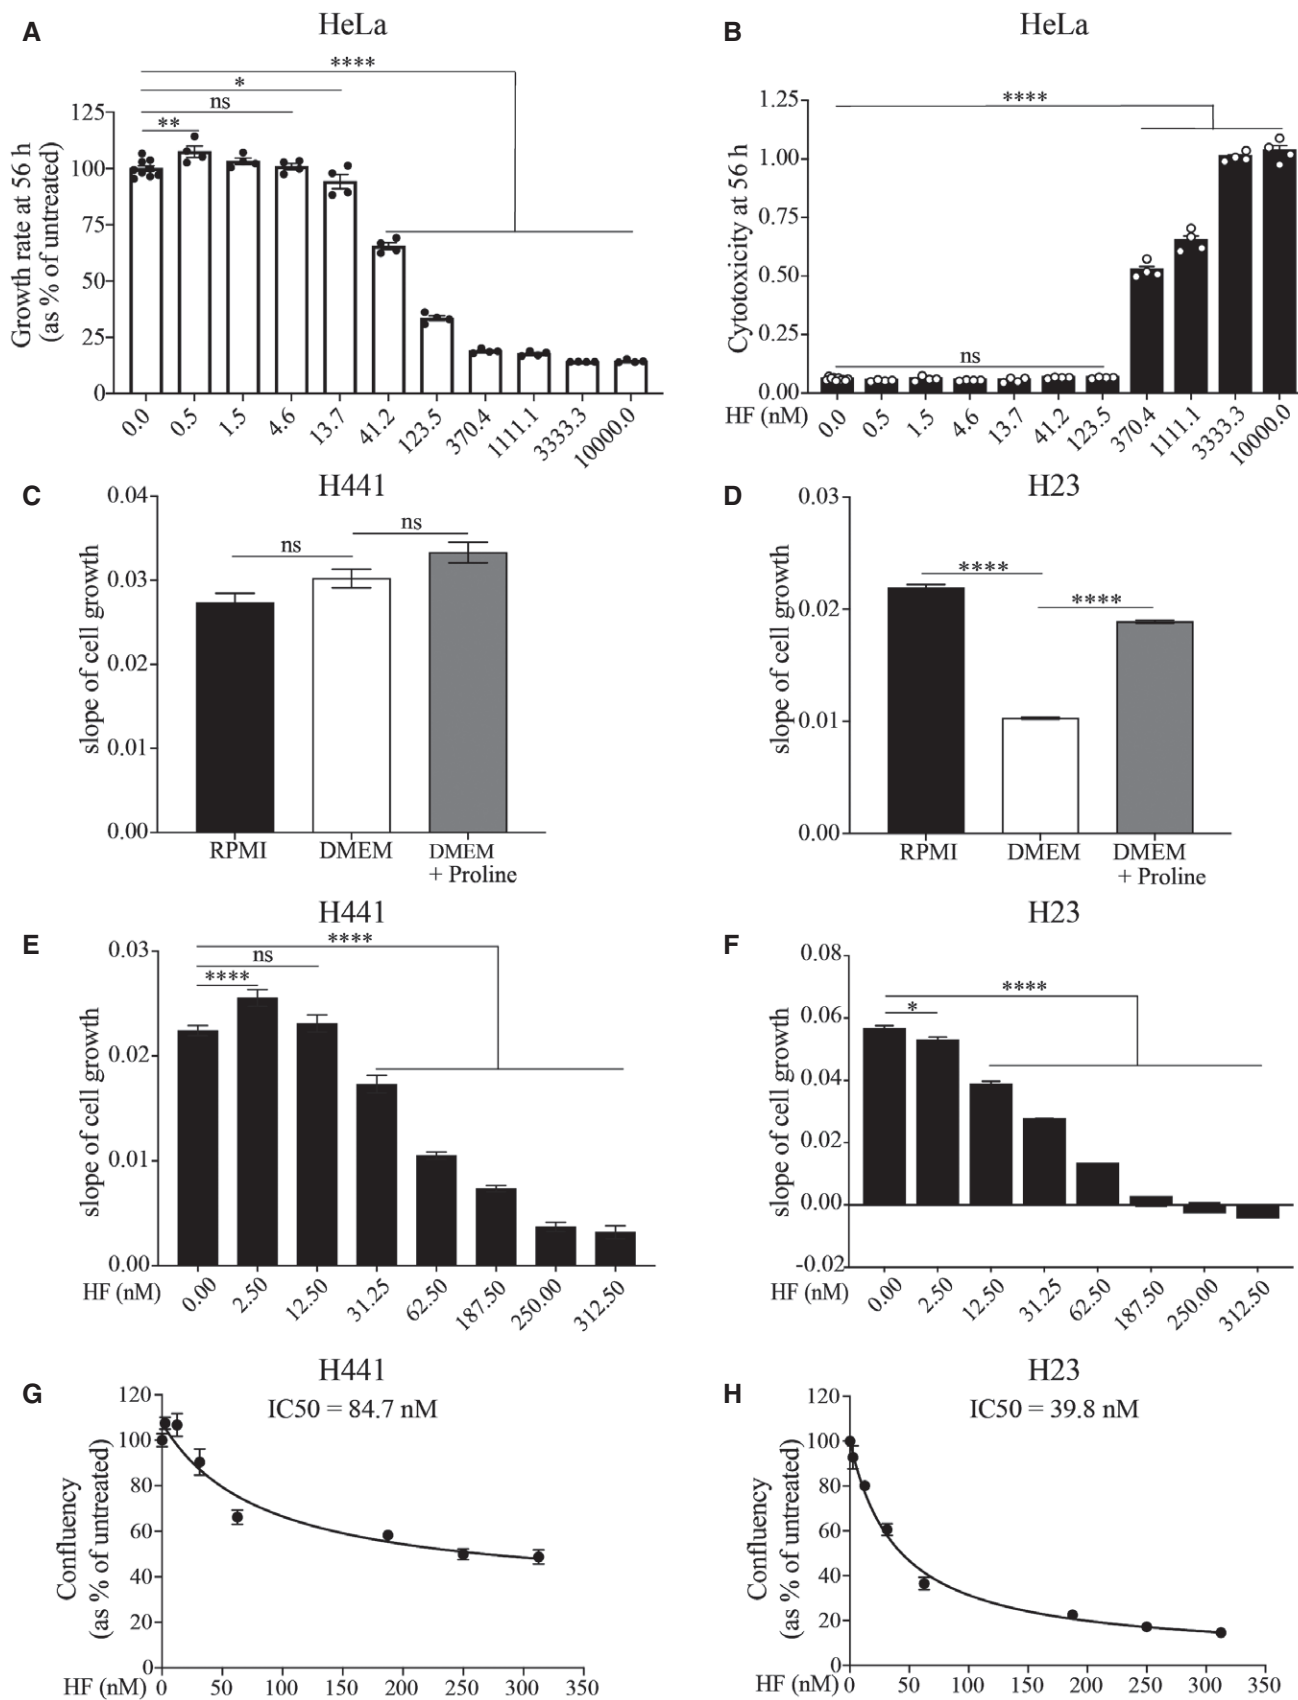 A
HeLa
****
*
ns
**
Growth rate at 56 h
(as % of untreated)
125
100
75
50
25
0
0.0
0.5
1.5
4.6
13.7
41.2
123.5
370.4
1111.1
3333.3
10000.0
B
HeLa
****
ns
Cytotoxicity at 56 h
1.25
1.00
0.75
0.50
0.25
0.00
HF (nM)
0.0
0.5
1.5
4.6
13.7
41.2
123.5
370.4
1111.1
3333.3
10000.0
C
H441
ns
ns
slope of cell growth
0.04
0.03
0.02
0.01
0.00
RPMI
DMEM
DMEM
+ Proline
D
H23
****
****
slope of cell growth
0.03
0.02
0.01
0.00
RPMI
DMEM
DMEM
+ Proline
E
H441
****
ns
****
slope of cell growth
0.03
0.02
0.01
0.00
HF (nM)
0.00
2.50
12.50
31.25
62.50
187.50
250.00
312.50
F
H23
****
*
slope of cell growth
0.08
0.06
0.04
0.02
0.00
-0.02
HF (nM)
0.00
2.50
12.50
31.25
62.50
187.50
250.00
312.50
G
H441
IC50 = 84.7 nM
Confluency
(as % of untreated)
120
100
80
60
40
20
0
HF (nM)
0
50
100
150
200
250
300
350
H
H23
IC50 = 39.8 nM
Confluency
(as % of untreated)
120
100
80
60
40
20
0
HF (nM)
0
50
100
150
200
250
300
350